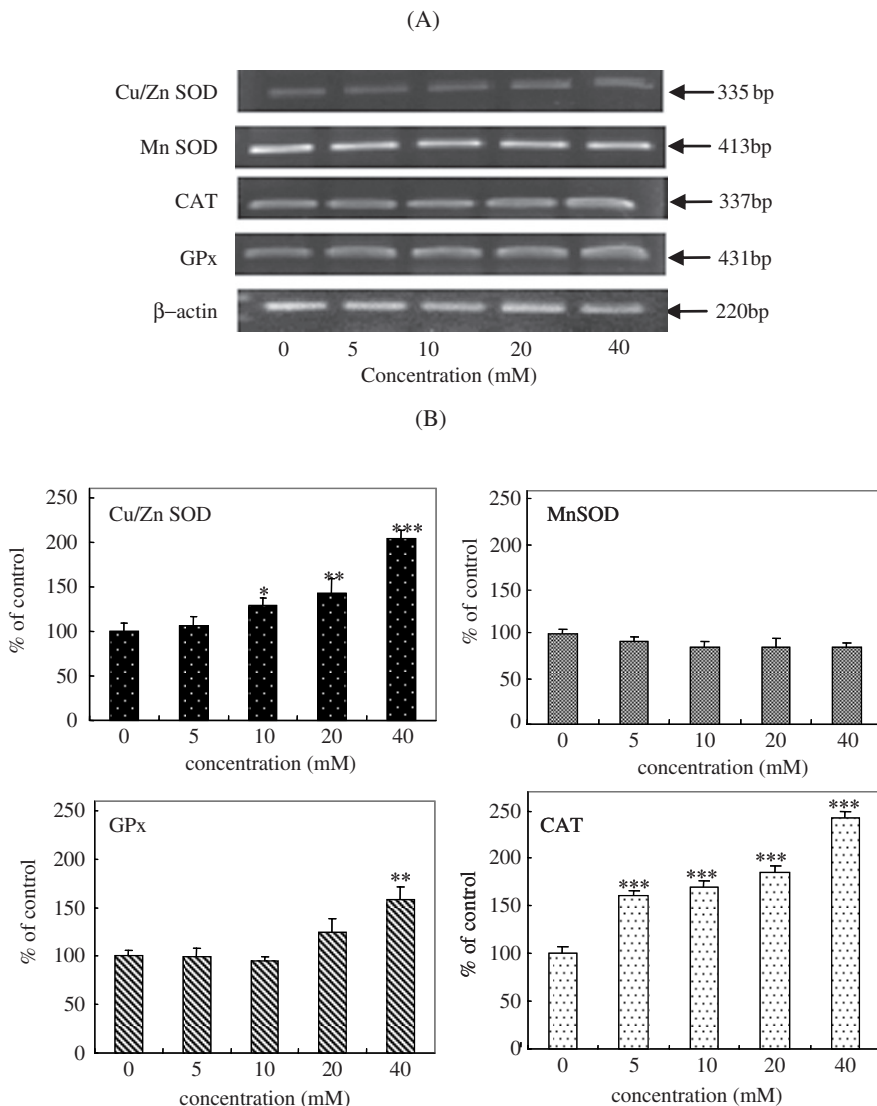 (A)
Cu/Zn SOD 335 bp
Mn SOD 413bp
CAT 337bp
GPx 431bp
β–actin 220bp
0 5 10 20 40
Concentration (mM)
(B)
% of control
250
200
150
100
50
0
Cu/Zn SOD
*
**
***
0 5 10 20 40
concentration (mM)
% of control
250
200
150
100
50
0
MnSOD
0 5 10 20 40
concentration (mM)
% of control
250
200
150
100
50
0
GPx
**
0 5 10 20 40
concentration (mM)
% of control
250
200
150
100
50
0
CAT
***
***
***
***
0 5 10 20 40
concentration (mM)